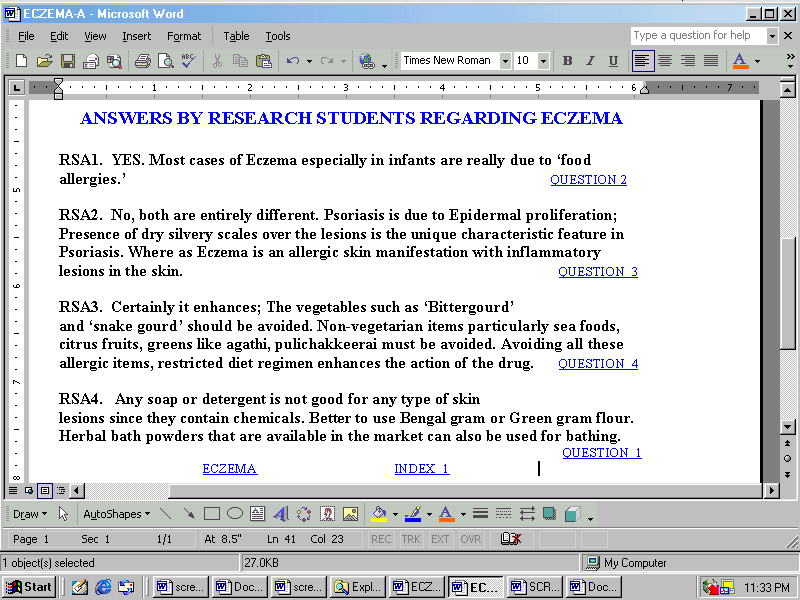 ECZEMA-A - Microsoft Word
File Edit View Insert Format Table Tools Type a question for help
Times New Roman 10 B I U A
1 2 3 4 5 6 7
ANSWERS BY RESEARCH STUDENTS REGARDING ECZEMA
RSA1. YES. Most cases of Eczema especially in infants are really due to ‘food
allergies.’ QUESTION 2
RSA2. No, both are entirely different. Psoriasis is due to Epidermal proliferation;
Presence of dry silvery scales over the lesions is the unique characteristic feature in
Psoriasis. Where as Eczema is an allergic skin manifestation with inflammatory
lesions in the skin. QUESTION 3
RSA3. Certainly it enhances; The vegetables such as ‘Bittergourd’
and ‘snake gourd’ should be avoided. Non-vegetarian items particularly sea foods,
citrus fruits, greens like agathi, pulichakkeerai must be avoided. Avoiding all these
allergic items, restricted diet regimen enhances the action of the drug. QUESTION 4
RSA4. Any soap or detergent is not good for any type of skin
lesions since they contain chemicals. Better to use Bengal gram or Green gram flour.
Herbal bath powders that are available in the market can also be used for bathing.
QUESTION 1
ECZEMA INDEX 1
5
6
7
8
Draw AutoShapes
Page 1 Sec 1 1/1 At 8.5" Ln 41 Col 23 REC TRK EXT OVR
1 object(s) selected 27.0KB My Computer
Start scre... Doc... scre... Expl... ECZ... EC... SCR... Doc... 11:33 PM